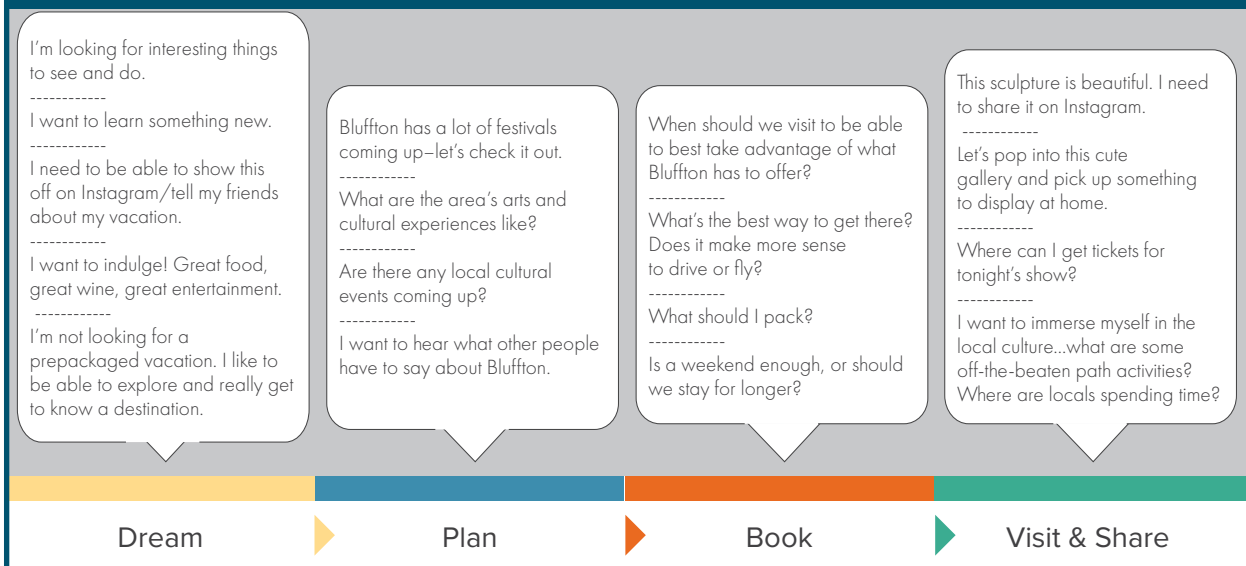 I'm looking for interesting things
to see and do.
------------
I want to learn something new.
------------
I need to be able to show this
off on Instagram/tell my friends
about my vacation.
------------
I want to indulge! Great food,
great wine, great entertainment.
------------
I'm not looking for a
prepackaged vacation. I like to
be able to explore and really get
to know a destination.
Bluffton has a lot of festivals
coming up–let's check it out.
------------
What are the area's arts and
cultural experiences like?
------------
Are there any local cultural
events coming up?
------------
I want to hear what other people
have to say about Bluffton.
When should we visit to be able
to best take advantage of what
Bluffton has to offer?
------------
What's the best way to get there?
Does it make more sense
to drive or fly?
------------
What should I pack?
------------
Is a weekend enough, or should
we stay for longer?
This sculpture is beautiful. I need
to share it on Instagram.
------------
Let's pop into this cute
gallery and pick up something
to display at home.
------------
Where can I get tickets for
tonight's show?
------------
I want to immerse myself in the
local culture...what are some
off-the-beaten path activities?
Where are locals spending time?
Dream
Plan
Book
Visit & Share